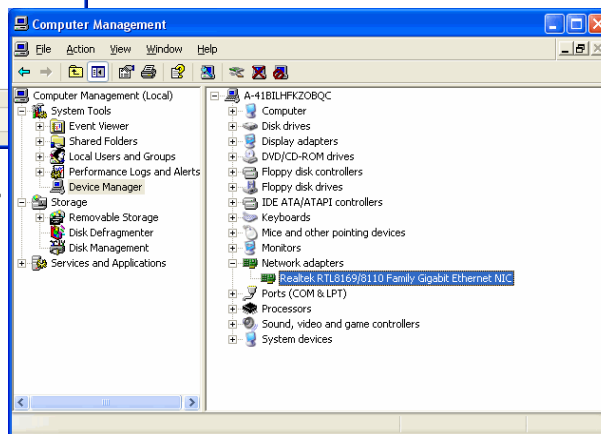 Computer Management
File Action View Window Help
Computer Management (Local)
System Tools
Event Viewer
Shared Folders
Local Users and Groups
Performance Logs and Alerts
Device Manager
Storage
Removable Storage
Disk Defragmenter
Disk Management
Services and Applications
A-41BILHFKZOBQC
Computer
Disk drives
Display adapters
DVD/CD-ROM drives
Floppy disk controllers
Floppy disk drives
IDE ATA/ATAPI controllers
Keyboards
Mice and other pointing devices
Monitors
Network adapters
Realtek RTL8169/8110 Family Gigabit Ethernet NIC
Ports (COM & LPT)
Processors
Sound, video and game controllers
System devices